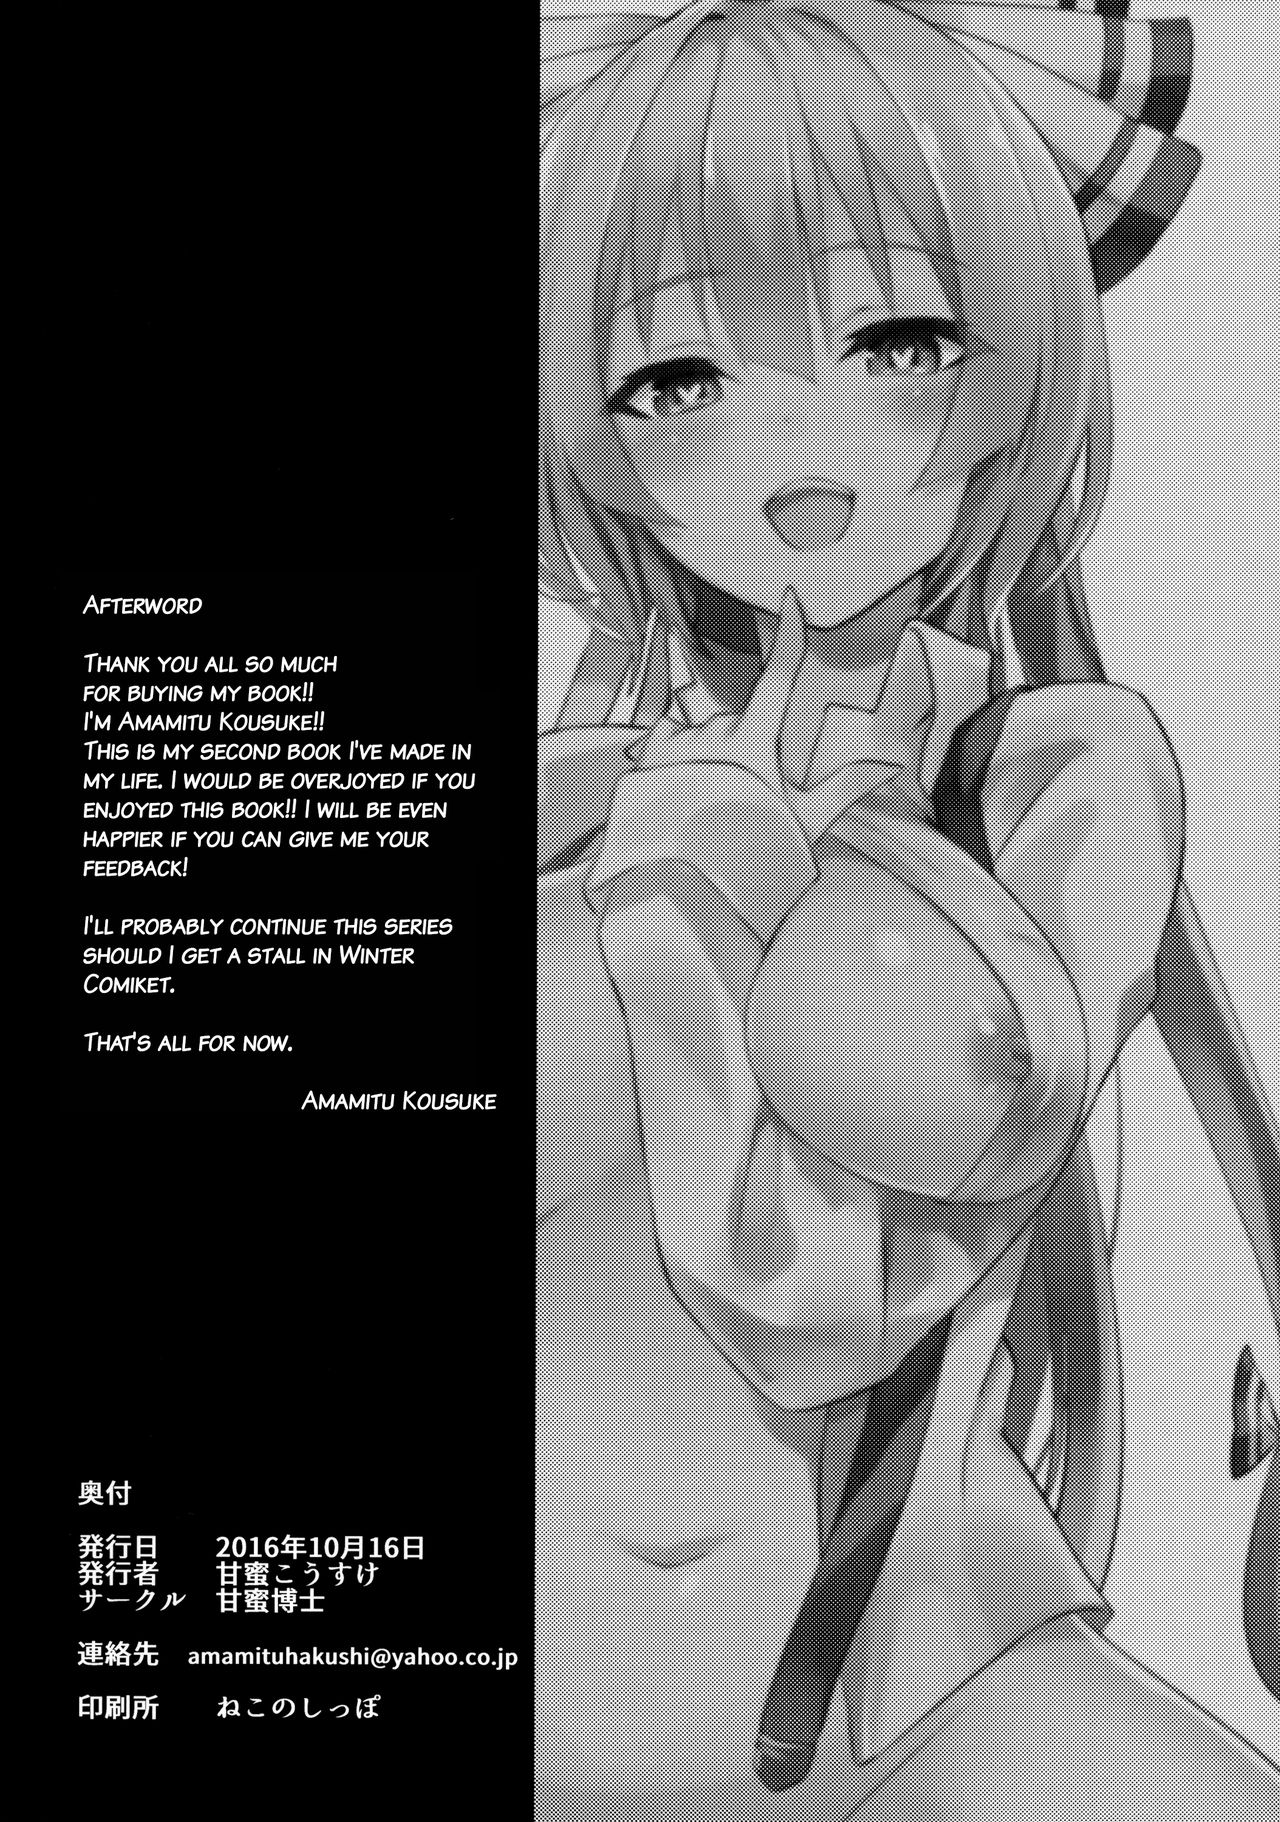 Afterword
Thank you all so much
for buying my book!!
I'm Amamitu Kousuke!!
This is my second book I've made in
my life. I would be overjoyed if you
enjoyed this book!! I will be even
happier if you can give me your
feedback!
I'll probably continue this series
should I get a stall in Winter
Comiket.
That's all for now.
Amamitu Kousuke
奥付
発行日 2016年10月16日
発行者 甘蜜こうすけ
サークル 甘蜜博士
連絡先 amamituhakushi@yahoo.co.jp
印刷所 ねこのしっぽ